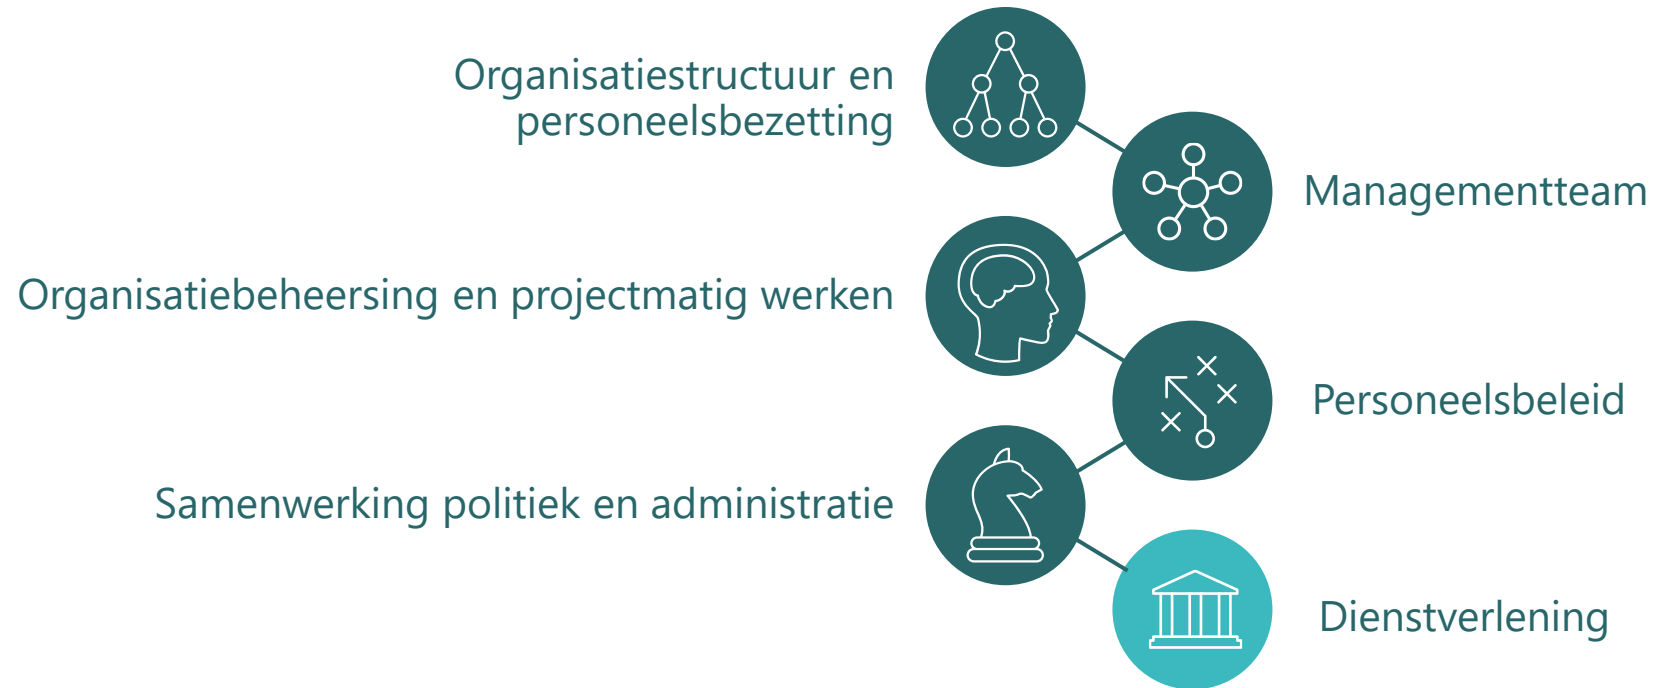 Organisatiestructuur en
personeelsbezetting
Managementteam
Organisatiebeheersing en projectmatig werken
Personeelsbeleid
Samenwerking politiek en administratie
Dienstverlening